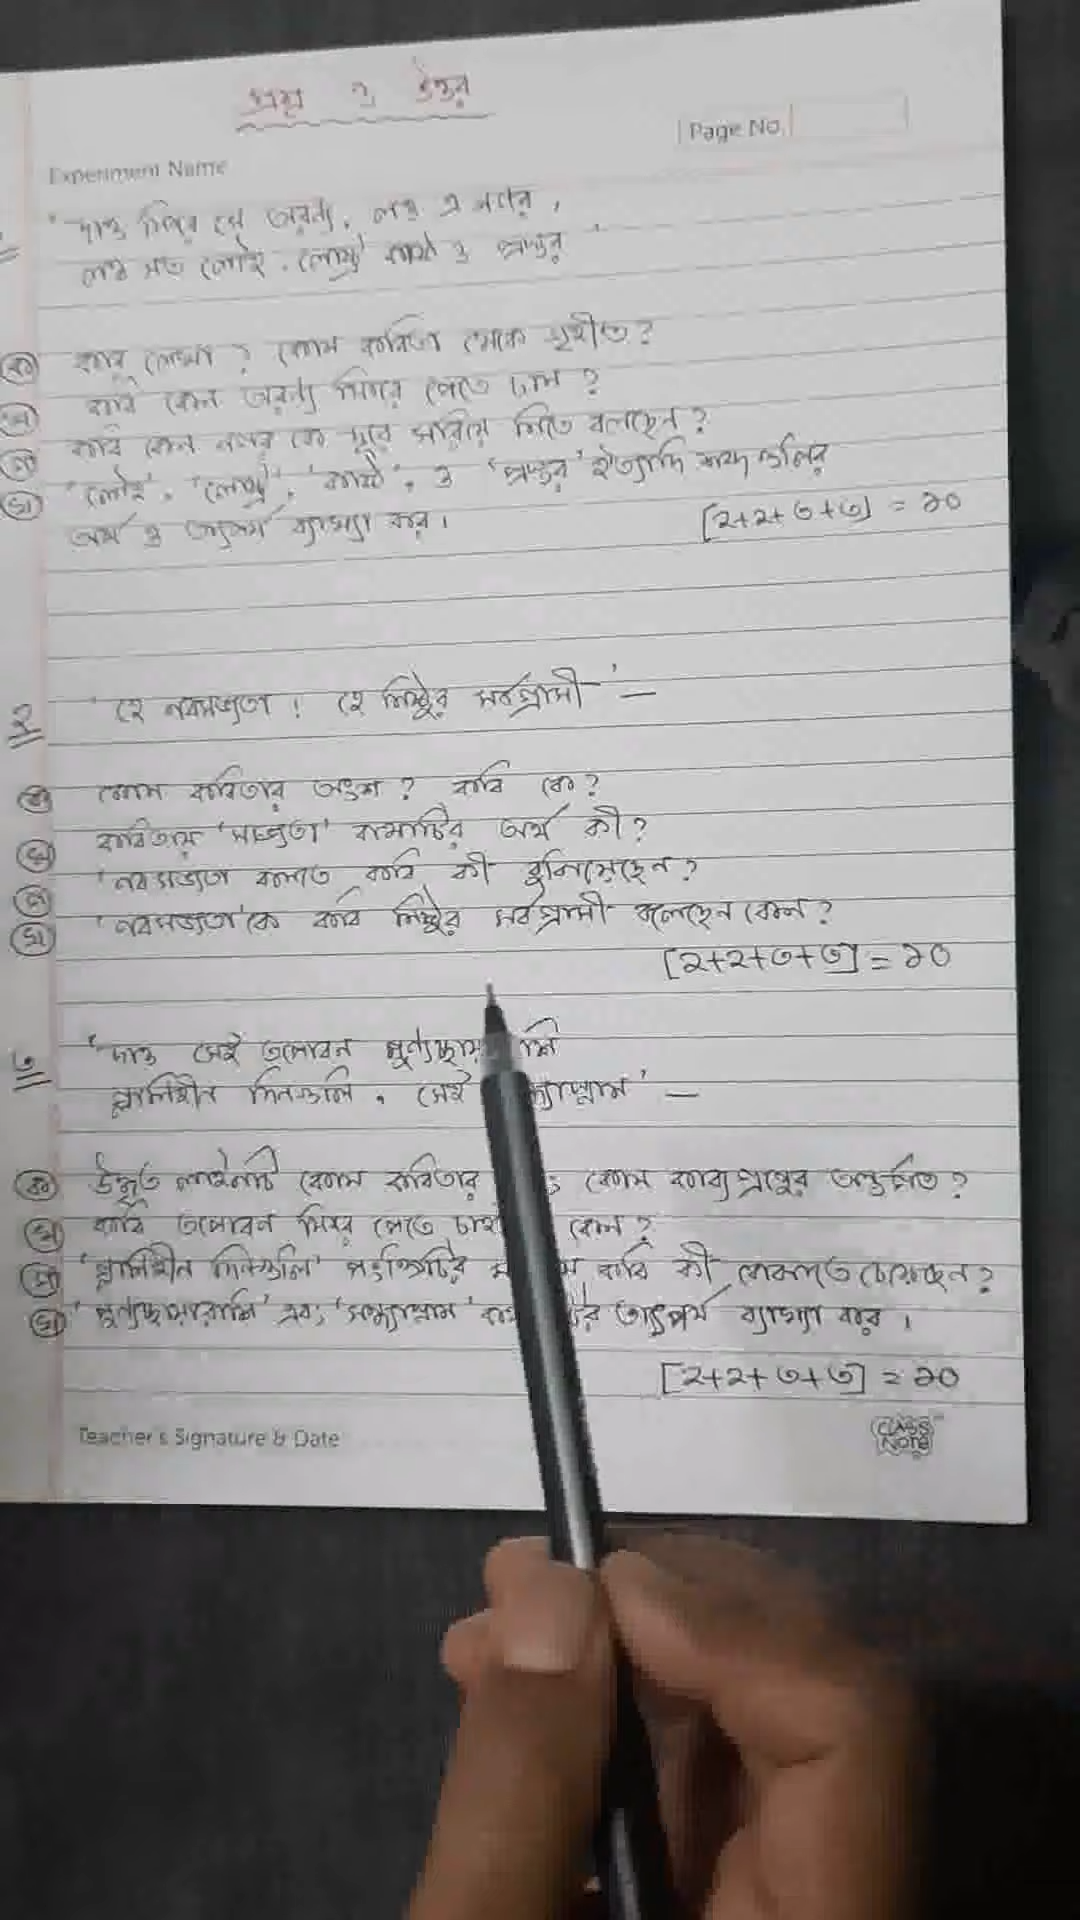 প্রশ্ন ও উত্তর
Page No.
Experiment Name
'দাও ফিরে সে অরণ্য, লও এ নগর,
লও যত লৌহ, লোষ্ট্র কাষ্ঠ ও প্রস্তর'
ক কার লেখা? কোন কবিতা থেকে গৃহীত?
খ কবি কোন অরণ্য ফিরে পেতে চান?
গ কবি কেন নগর কে দূরে সরিয়ে নিতে বলছেন?
ঘ 'লৌহ', 'লোষ্ট্র', 'কাষ্ঠ', ও 'প্রস্তর' ইত্যাদি শব্দ গুলির
অর্থ ও তাৎপর্য ব্যাখ্যা কর।
[২+২+৩+৩] = ১০
২ 'হে নবসভ্যতা! হে নিষ্ঠুর সর্বগ্রাসী' —
ক কোন কবিতার অংশ? কবি কে?
খ কবিতায় 'সভ্যতা' কথাটির অর্থ কী?
গ 'নবসভ্যতা বলতে কবি কী বুঝিয়েছেন?
ঘ 'নবসভ্যতা'কে কবি নিষ্ঠুর সর্বগ্রাসী বলেছেন কেন?
[২+২+৩+৩] = ১০
৩ 'দাও সেই তপোবন পুণ্যচ্ছায়
গ্লানিহীন দিনগুলি, সেই —
ক উদ্ধৃত লাইনটি কোন কবিতার কোন কাব্যগ্রন্থের অন্তর্গত?
খ কবি তপোবন ফিরে পেতে কেন?
গ 'গ্লানিহীন দিনগুলি' পংক্তিটির কবি কী বোঝাতে চেয়েছেন?
ঘ 'পুণ্যচ্ছায়ারাশি' এবং 'সন্ধ্যাস্নান' তাৎপর্য ব্যাখ্যা কর।
[২+২+৩+৩] = ১০
Teacher's Signature & Date
CLASS NOTE